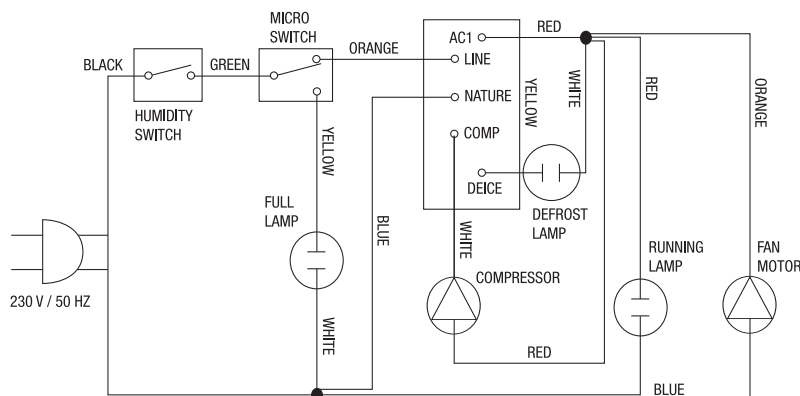 MICRO
SWITCH
BLACK
GREEN
ORANGE
HUMIDITY
SWITCH
AC1
LINE
NATURE
COMP
DEICE
RED
YELLOW
WHITE
RED
ORANGE
YELLOW
FULL
LAMP
BLUE
WHITE
DEFROST
LAMP
COMPRESSOR
RUNNING
LAMP
FAN
MOTOR
230 V / 50 HZ
WHITE
RED
BLUE